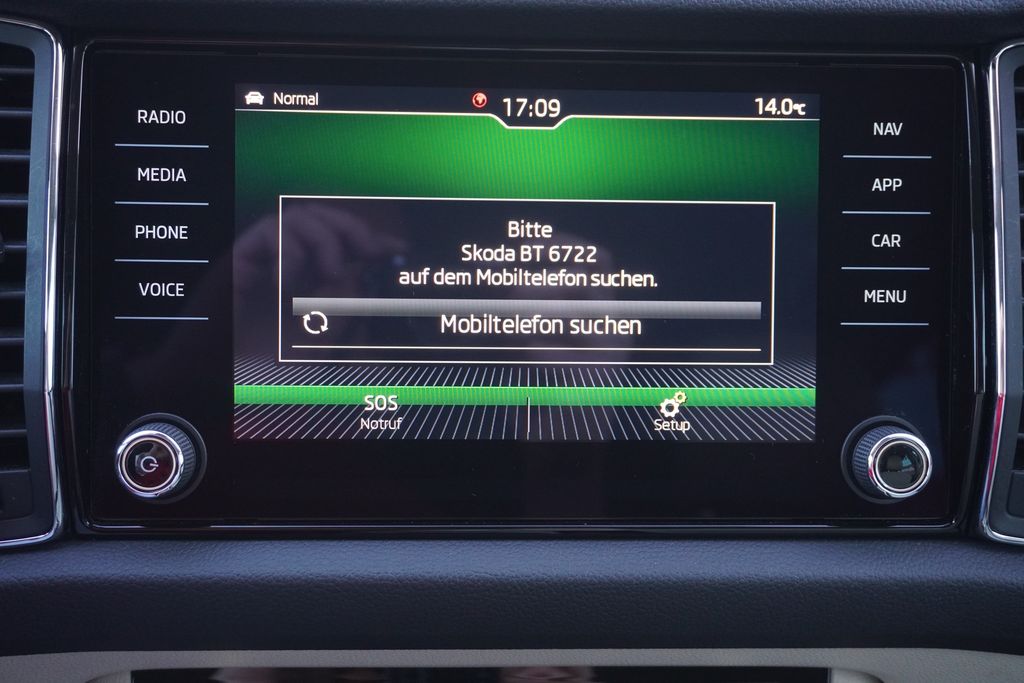 RADIO
MEDIA
PHONE
VOICE
Normal
17:09
14.0°C
Bitte
Skoda BT 6722
auf dem Mobiltelefon suchen.
Mobiltelefon suchen
SOS
Notruf
Setup
NAV
APP
CAR
MENU